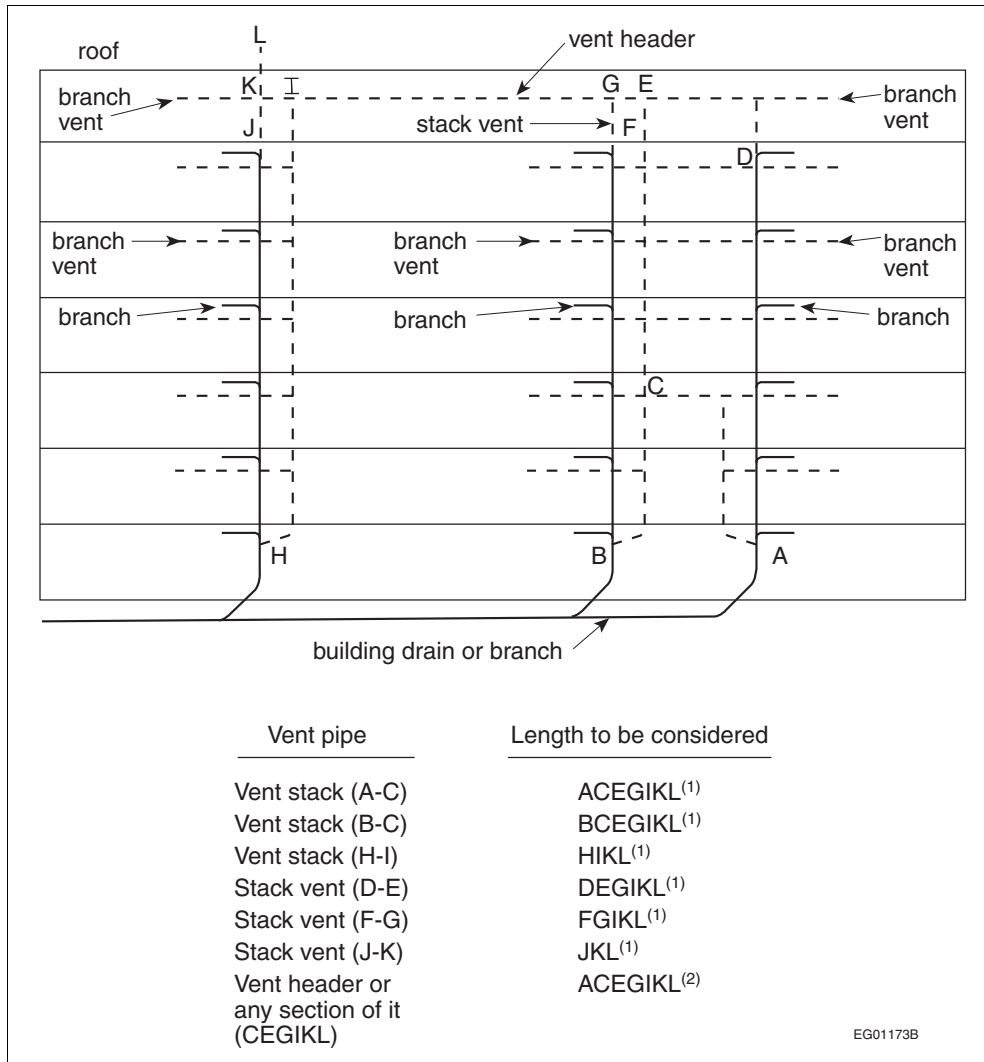 L
roof
vent header
K I G E
branch vent
branch vent
J
stack vent
F
D
branch vent
branch vent
branch vent
branch
branch
branch
C
H
B
A
building drain or branch
Vent pipe Length to be considered
Vent stack (A-C) ACEGIKL(1)
Vent stack (B-C) BCEGIKL(1)
Vent stack (H-I) HIKL(1)
Stack vent (D-E) DEGIKL(1)
Stack vent (F-G) FGIKL(1)
Stack vent (J-K) JKL(1)
Vent header or ACEGIKL(2)
any section of it
(CEGIKL)
EG01173B